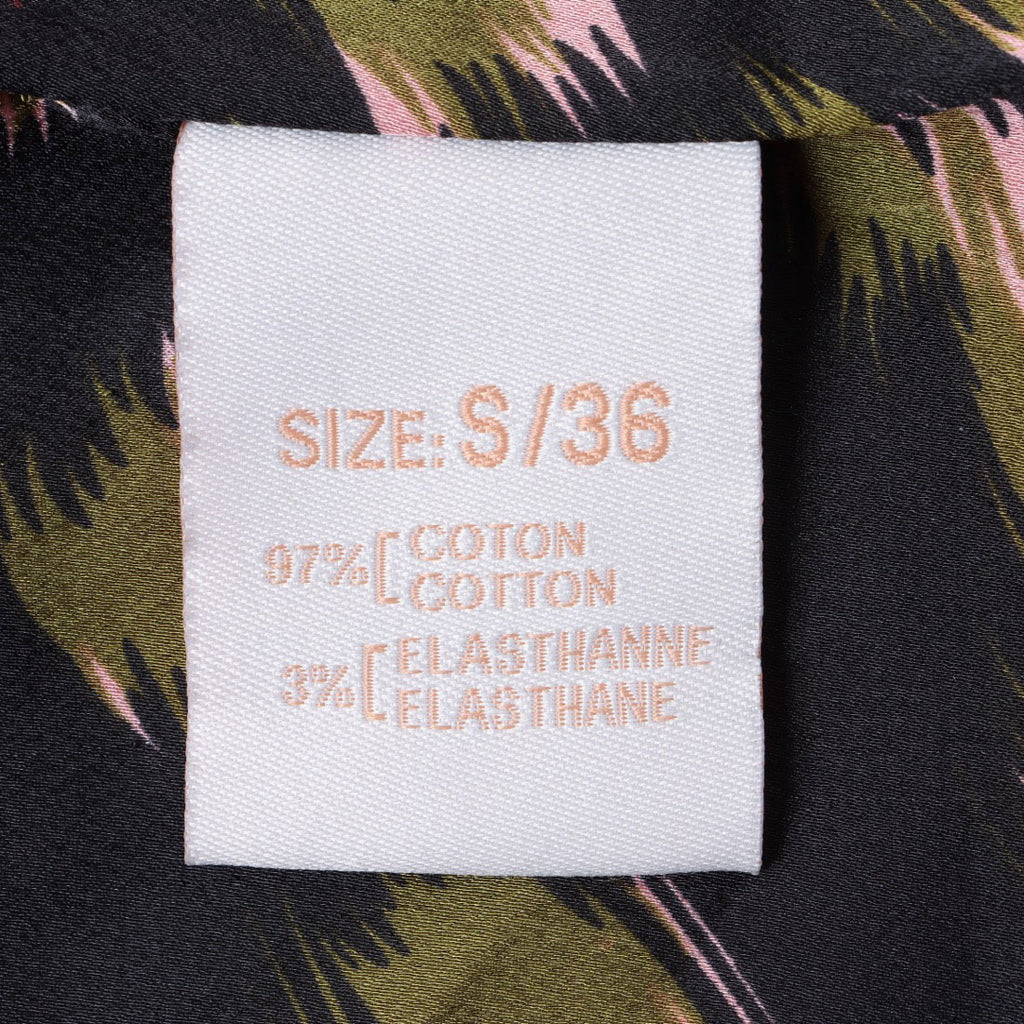 SIZE: S/36
97% [ COTON
COTTON
3% [ ELASTHANNE
ELASTHANE